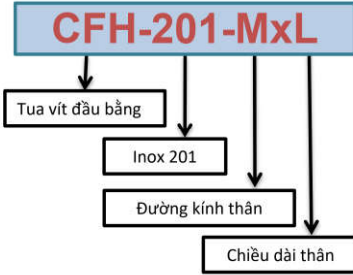 CFH-201-MxL
Tua vít đầu bằng
Inox 201
Đường kính thân
Chiều dài thân